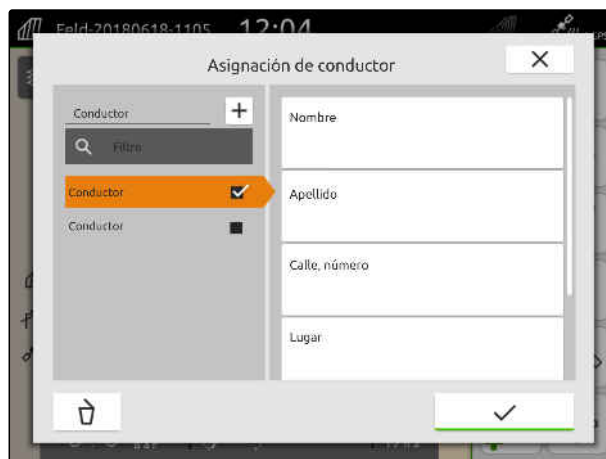 Feld-20180618-1105 12:04
Asignación de conductor
Conductor
Filtro
Conductor
Conductor
Nombre
Apellido
Calle, número
Lugar